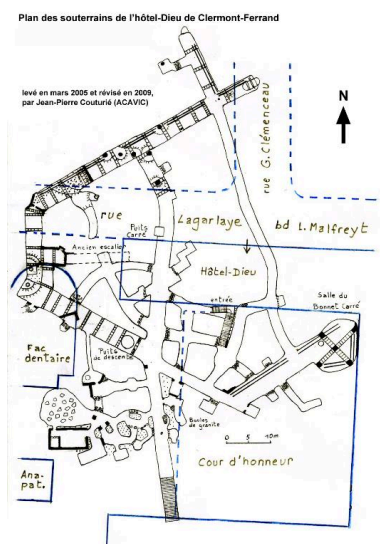 Plan des souterrains de l'hôtel-Dieu de Clermont-Ferrand
levé en mars 2005 et révisé en 2009,
par Jean-Pierre Couturié (ACAVIC)
N
rue G. Clémenceau
rue Lagarlaye bd L. Malfreyt
Puits
Carré
Ancien escalier
Hôtel-Dieu
entrée
Salle du
Bonnet Carré
Fac
dentaire
Puits
de descente
Boules
de granite
0 5 10m
Cour d'honneur
Ana-
pat.